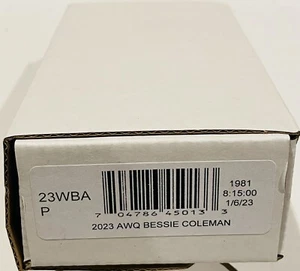 23WBA
P
1981
8:15:00
1/6/23
7 04786 45013 3
2023 AWQ BESSIE COLEMAN